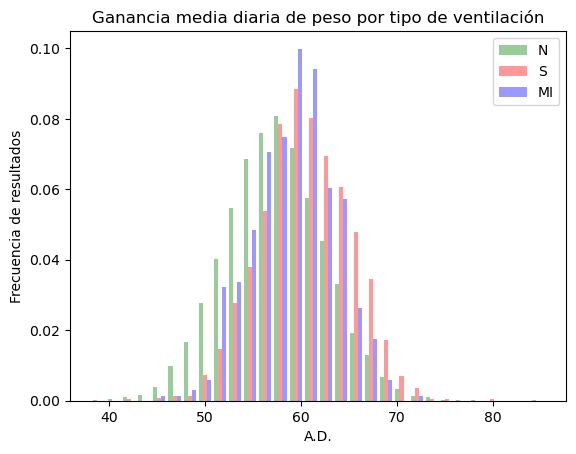 Ganancia media diaria de peso por tipo de ventilación
Frecuencia de resultados
0.10
0.08
0.06
0.04
0.02
0.00
40
50
60
70
80
A.D.
N
S
MI